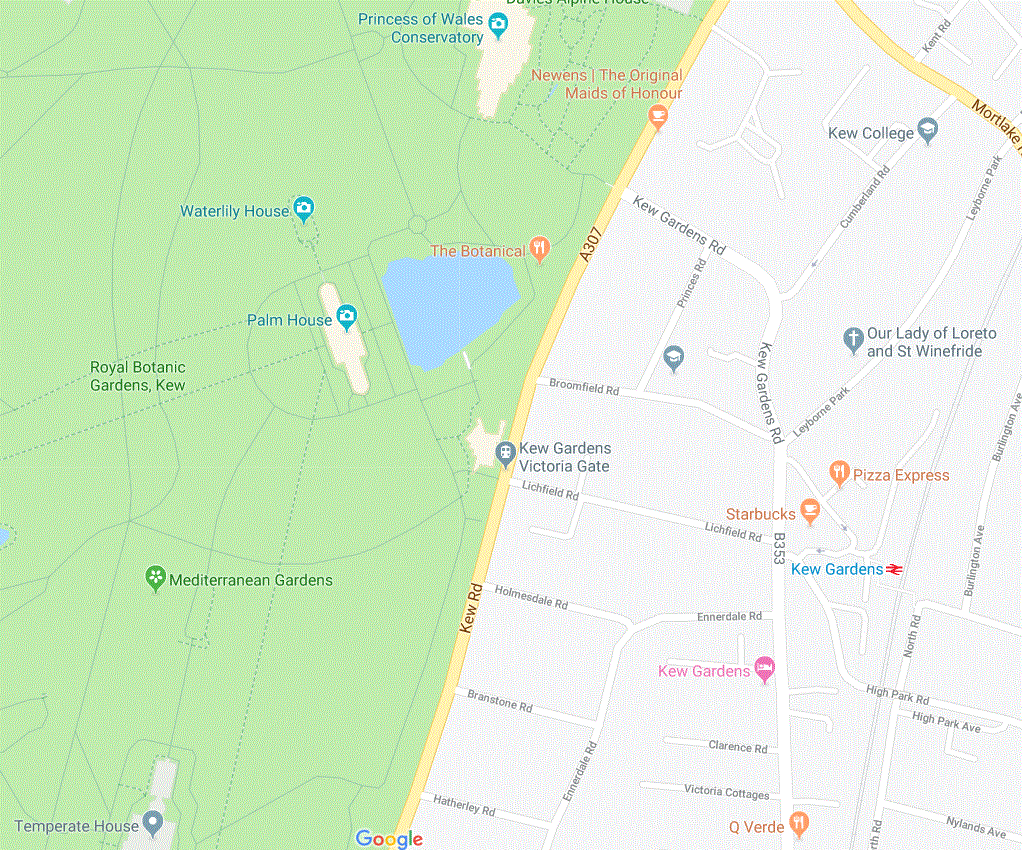 Davies Alpine House
Princess of Wales
Conservatory
Kent Rd
Newens | The Original
Maids of Honour
Mortlake
Kew College
Leyborne Park
Cumberland Rd
Waterlily House
Kew Gardens Rd
A307
The Botanical
Princes Rd
Palm House
Our Lady of Loreto
and St Winefride
Royal Botanic
Gardens, Kew
Kew Gardens Rd
Broomfield Rd
Leyborne Park
Burlington Ave
Kew Gardens
Victoria Gate
Pizza Express
Lichfield Rd
Starbucks
Lichfield Rd
B353
Burlington Ave
Kew Gardens
Mediterranean Gardens
Holmesdale Rd
Kew Rd
Ennerdale Rd
North Rd
Kew Gardens
Branstone Rd
High Park Rd
High Park Ave
Clarence Rd
Ennerdale Rd
Victoria Cottages
Hatherley Rd
Temperate House
Q Verde
Nylands Ave
Google